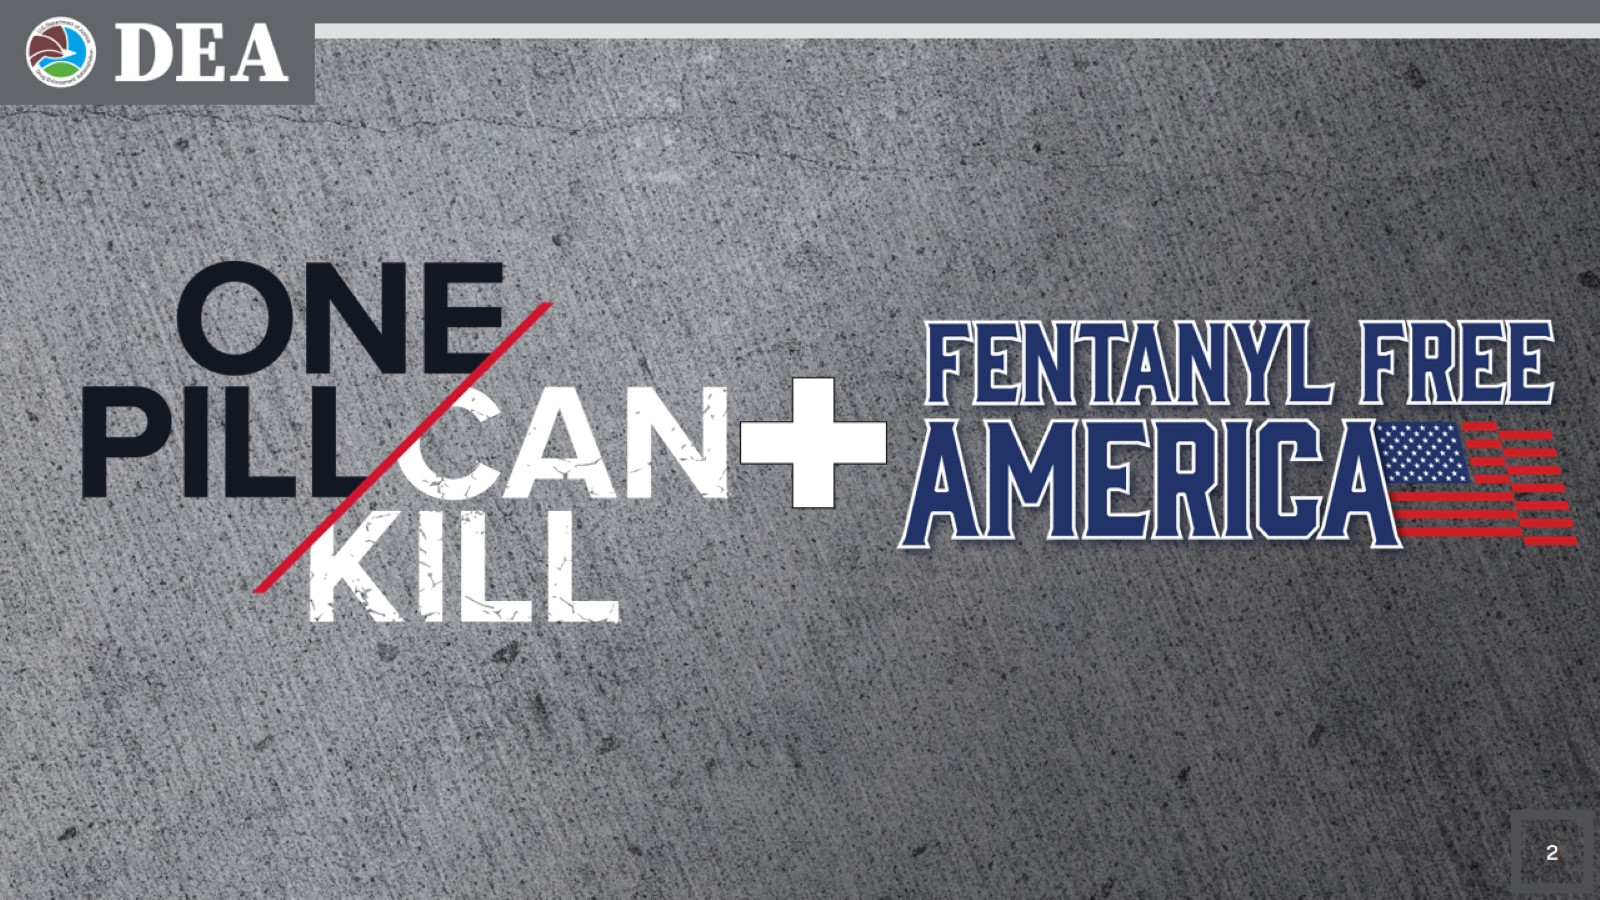 DEA
ONE
PILL CAN
KILL
+
FENTANYL FREE
AMERICA
2